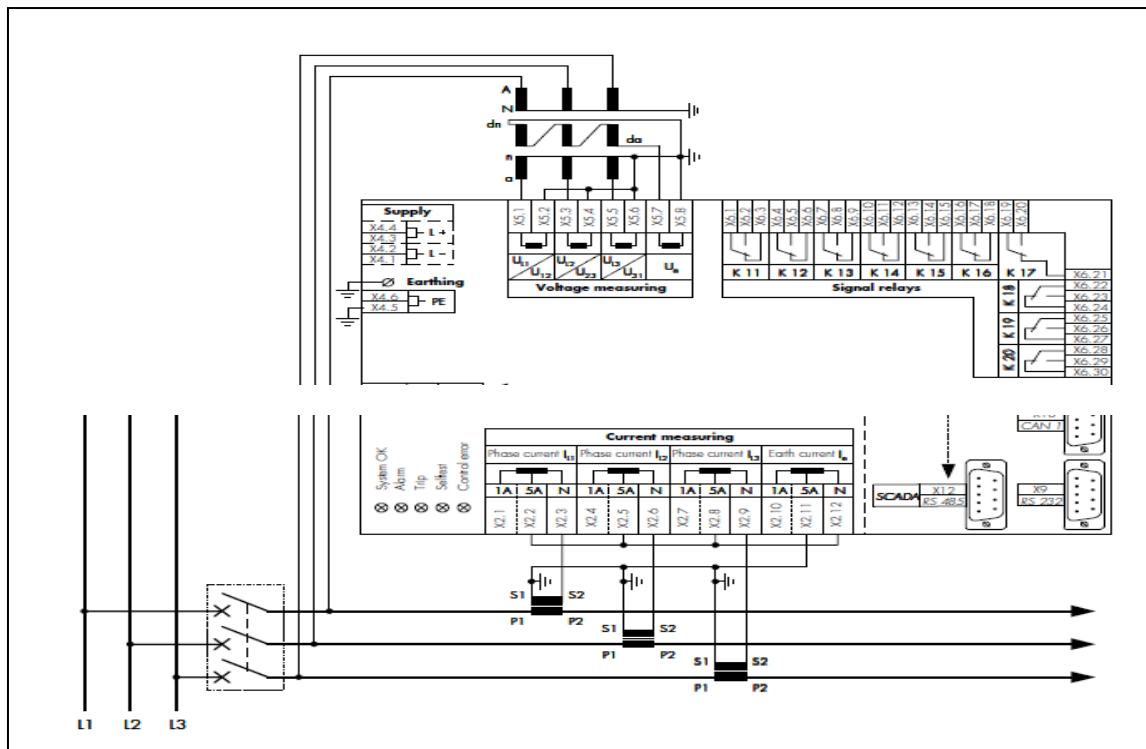 A
N
dn
da
n
a
Supply
X4.4
X4.3
L +
X4.2
X4.1
L -
Earthing
X4.6
X4.5
PE
X5.1 X5.2 X5.3 X5.4 X5.5 X5.6 X5.7 X5.8
UL1 U12 UL2 U23 UL3 U31 Ue
Voltage measuring
X6.1 X6.2 X6.3 X6.4 X6.5 X6.6 X6.7 X6.8 X6.9 X6.10 X6.11 X6.12 X6.13 X6.14 X6.15 X6.16 X6.17 X6.18 X6.19 X6.20
K 11 K 12 K 13 K 14 K 15 K 16 K 17
Signal relays
X6.21
X6.22
X6.23
X6.24
K 18
X6.25
X6.26
X6.27
K 19
X6.28
X6.29
X6.30
K 20
System OK
Alarm
Trip
Selftest
Control error
Current measuring
Phase current IL1 Phase current IL2 Phase current IL3 Earth current Ie
1A 5A N 1A 5A N 1A 5A N 1A 5A N
X2.1 X2.2 X2.3 X2.4 X2.5 X2.6 X2.7 X2.8 X2.9 X2.10 X2.11 X2.12
CAN 1
SCADA
X12
RS 485
X9
RS 232
S1 S2
P1 P2
S1 S2
P1 P2
S1 S2
P1 P2
L1 L2 L3